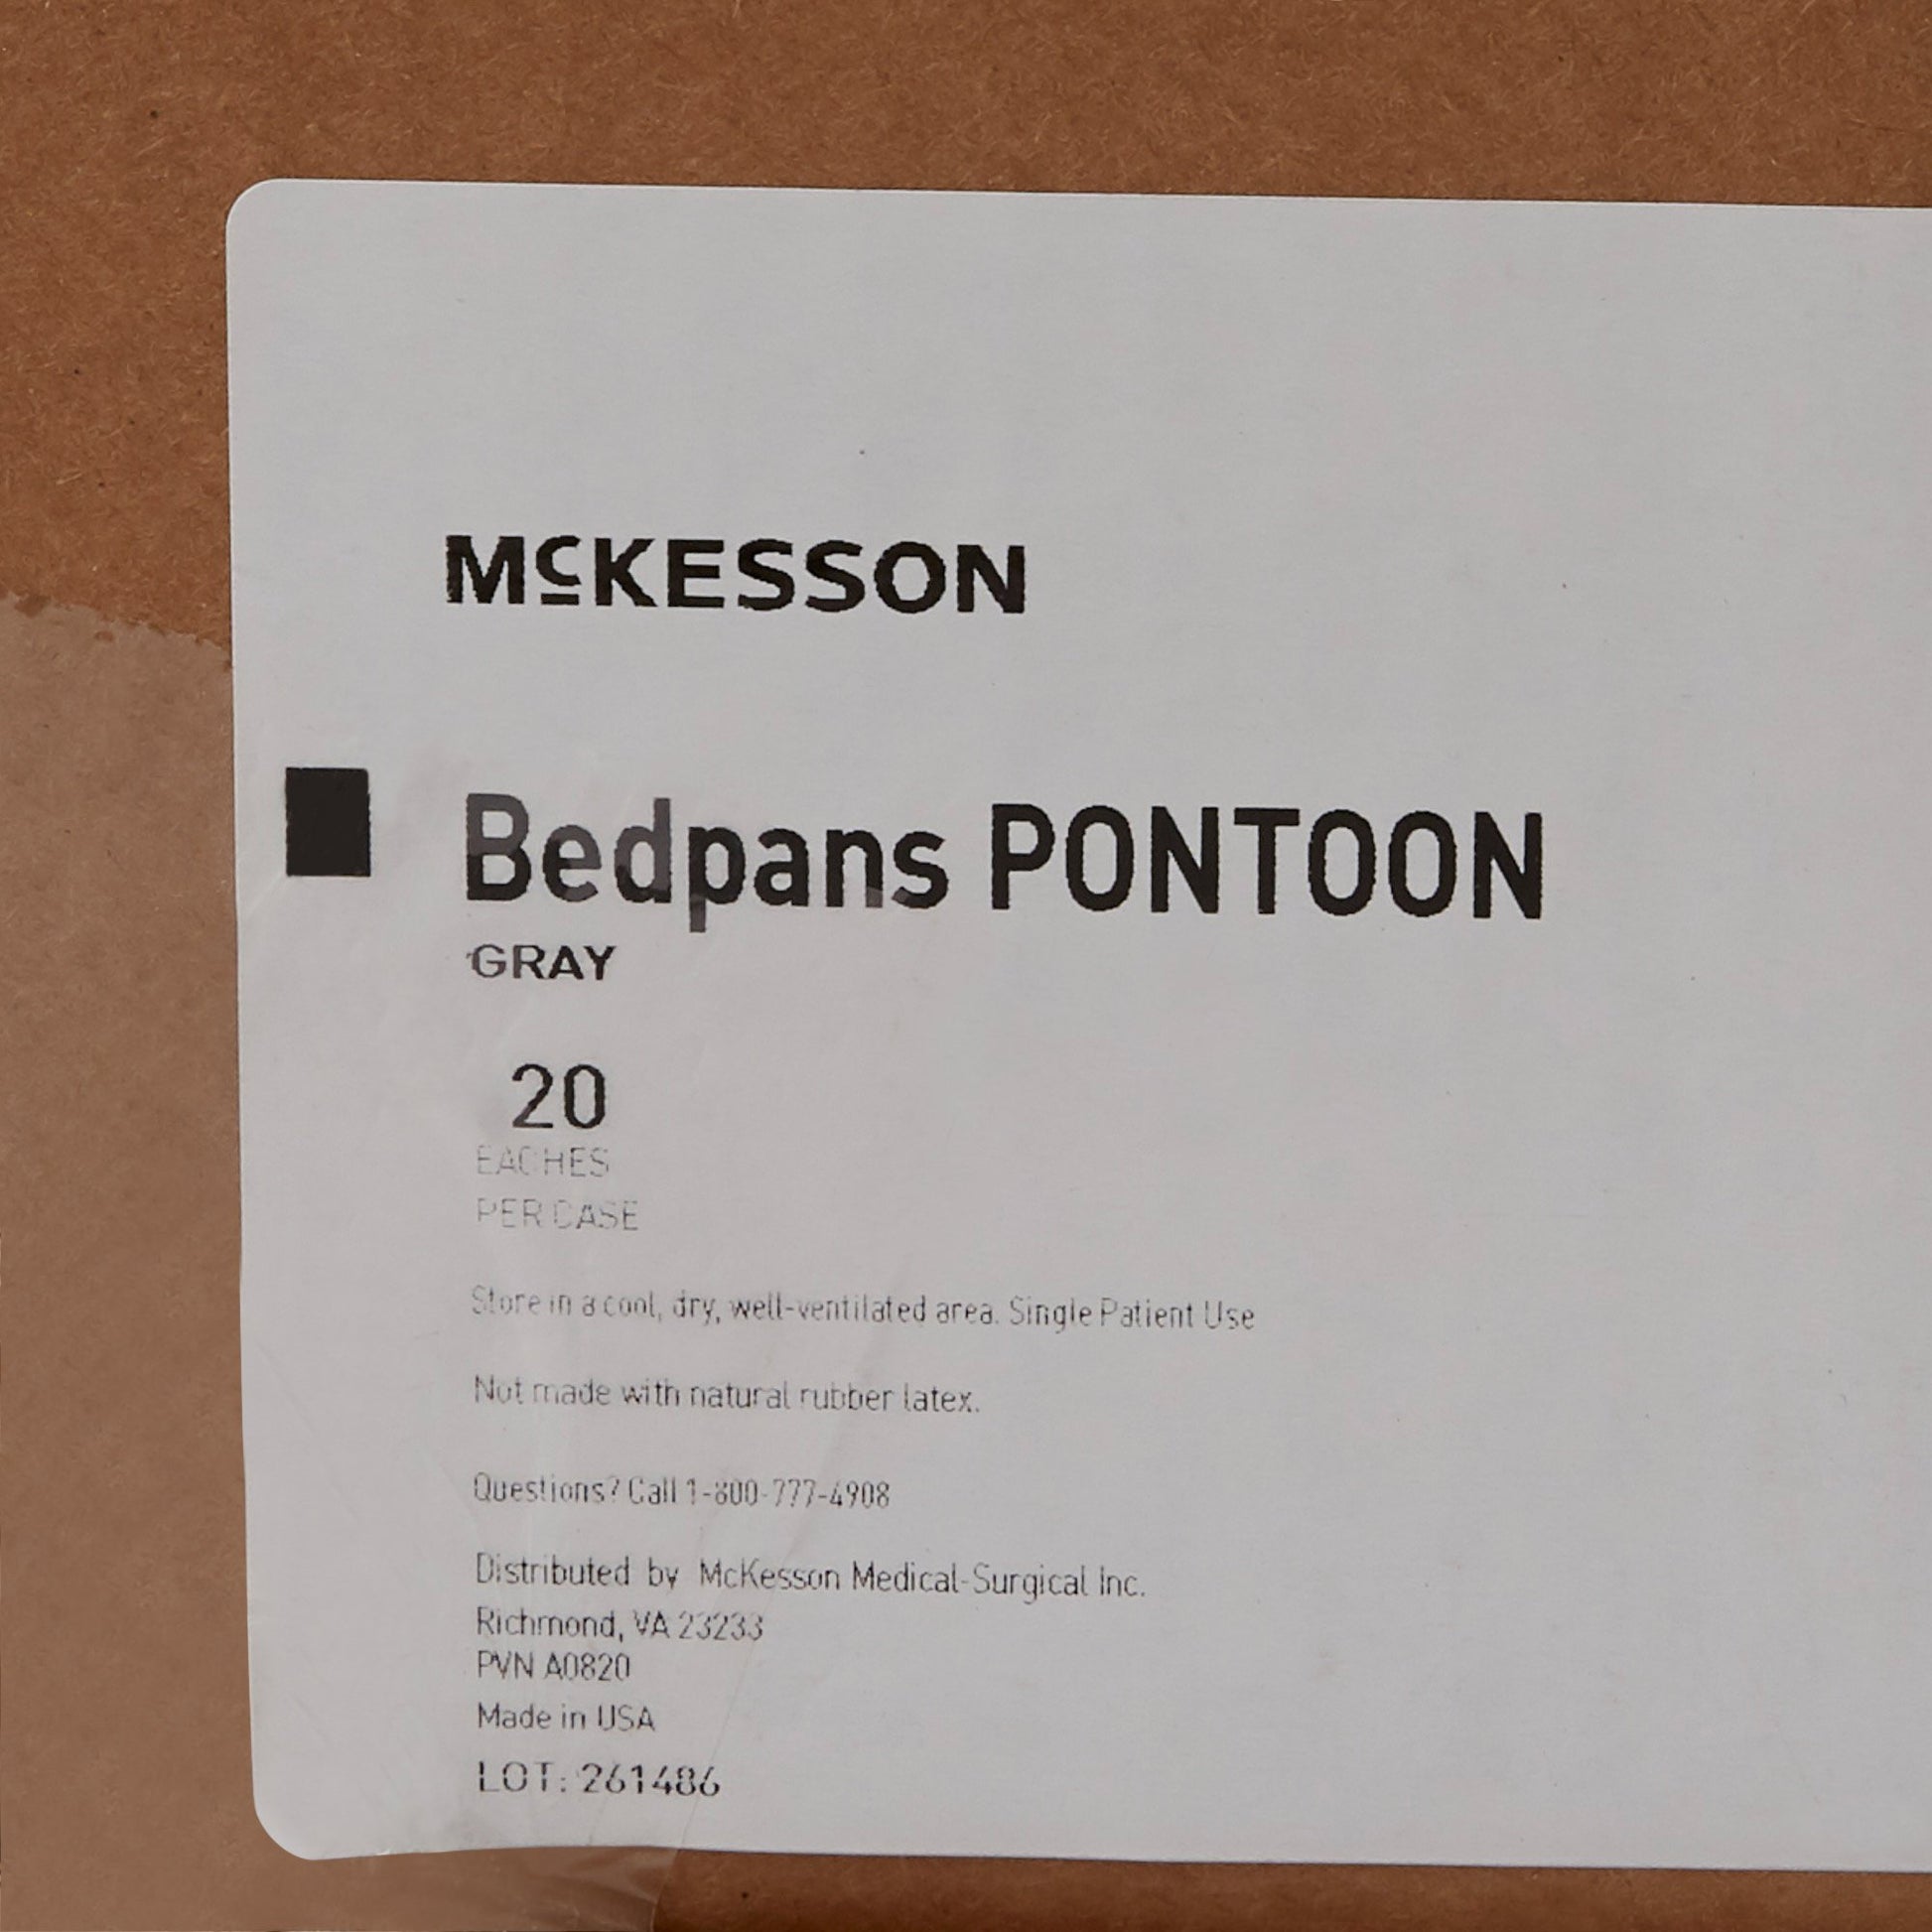 McKESSON
Bedpans PONTOON
GRAY
20
EACHES
PER CASE
Store in a cool, dry, well-ventilated area. Single Patient Use
Not made with natural rubber latex.
Questions? Call 1-800-777-4908
Distributed by McKesson Medical-Surgical Inc.
Richmond, VA 23233
PVN A0820
Made in USA
LOT: 261486